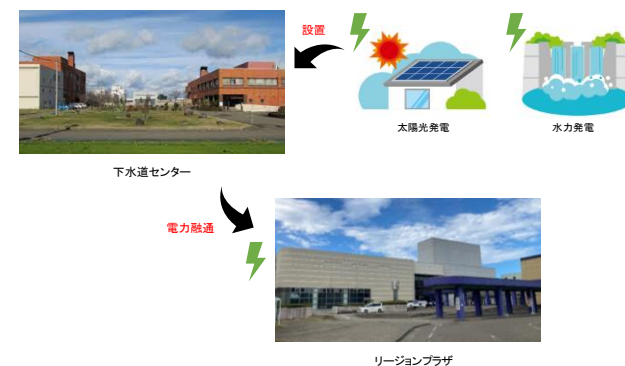 設置
太陽光発電
水力発電
下水道センター
電力融通
リージョンプラザ